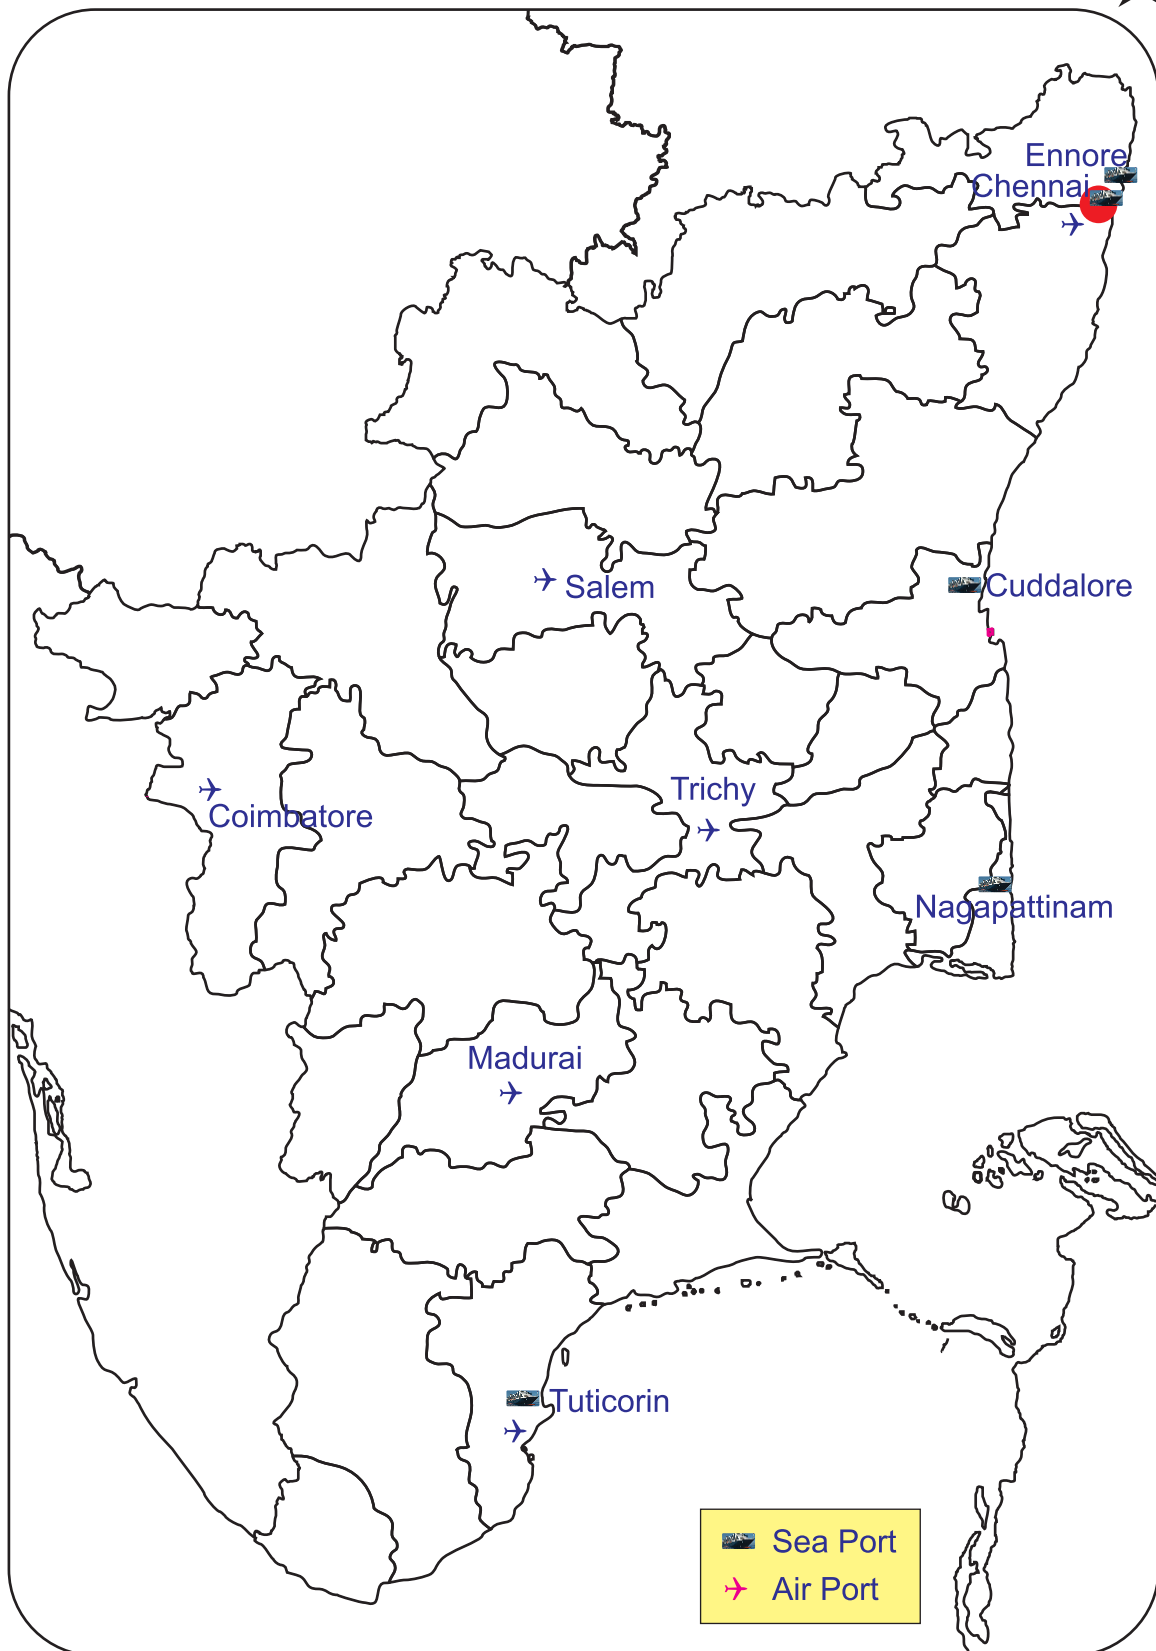 Ennore
Chennai
Salem
Cuddalore
Trichy
Coimbatore
Nagapattinam
Madurai
Tuticorin
Sea Port
Air Port